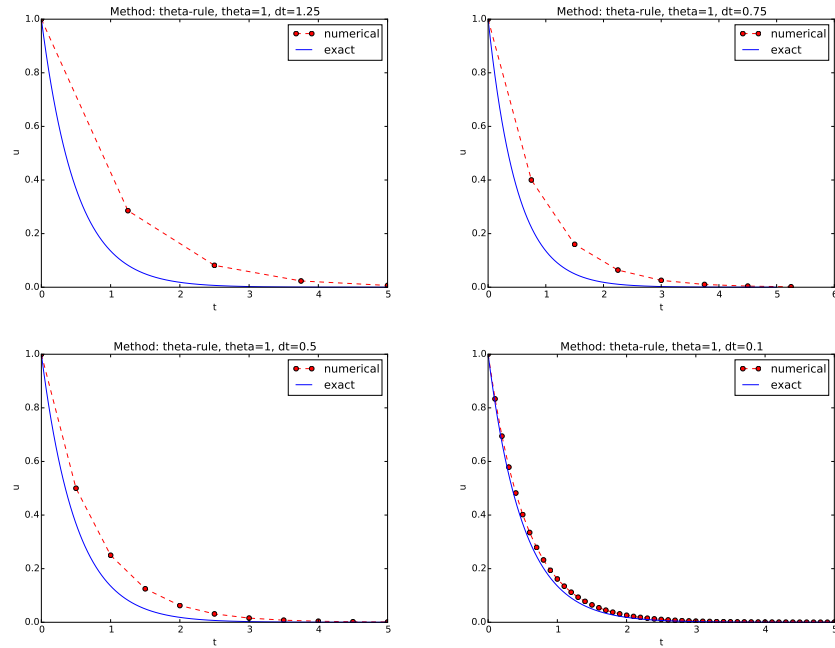 Method: theta-rule, theta=1, dt=1.25
numerical
exact
1.0
0.8
0.6
0.4
0.2
0.0
u
0 1 2 3 4 5
t
Method: theta-rule, theta=1, dt=0.75
numerical
exact
1.0
0.8
0.6
0.4
0.2
0.0
u
0 1 2 3 4 5 6
t
Method: theta-rule, theta=1, dt=0.5
numerical
exact
1.0
0.8
0.6
0.4
0.2
0.0
u
0 1 2 3 4 5
t
Method: theta-rule, theta=1, dt=0.1
numerical
exact
1.0
0.8
0.6
0.4
0.2
0.0
u
0 1 2 3 4 5
t